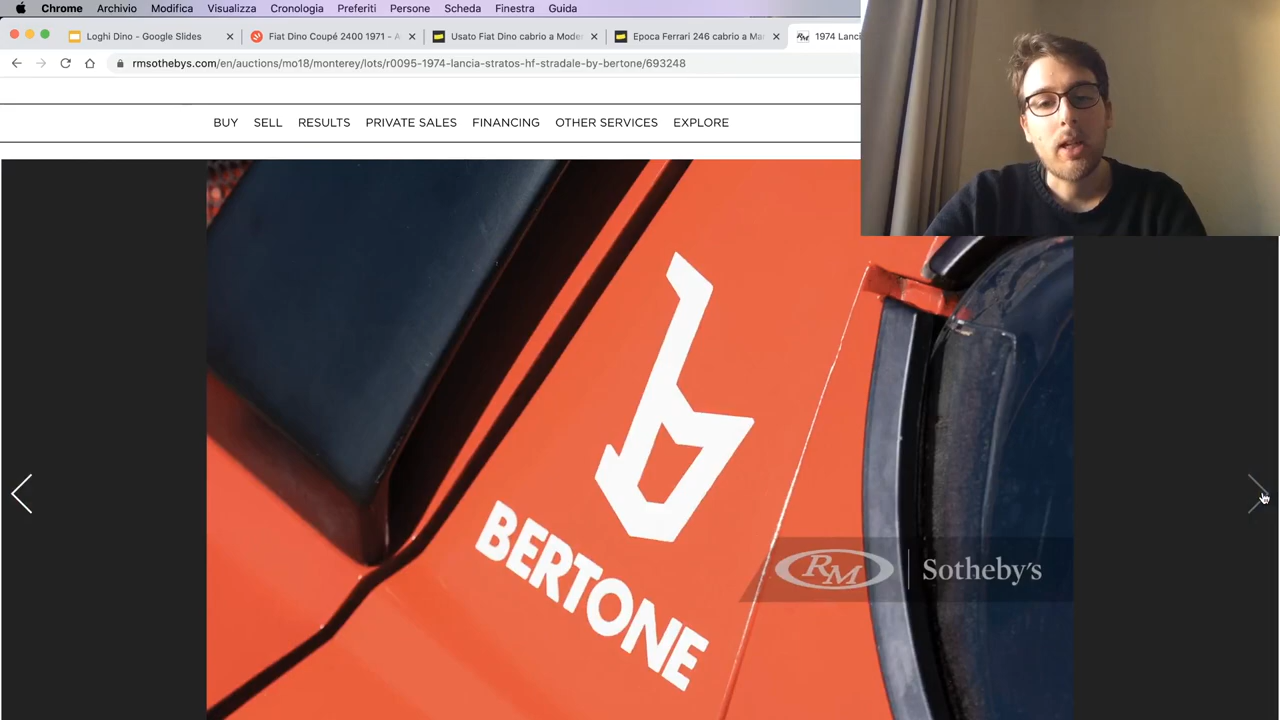 Chrome Archivio Modifica Visualizza Cronologia Preferiti Persone Scheda Finestra Guida
Loghi Dino - Google Slides
Fiat Dino Coupé 2400 1971 -
Usato Fiat Dino cabrio a Mode
Epoca Ferrari 246 cabrio a Ma
1974 Lanci
rmsothebys.com/en/auctions/mo18/monterey/lots/r0095-1974-lancia-stratos-hf-stradale-by-bertone/693248
BUY SELL RESULTS PRIVATE SALES FINANCING OTHER SERVICES EXPLORE
b
BERTONE
RM Sotheby's